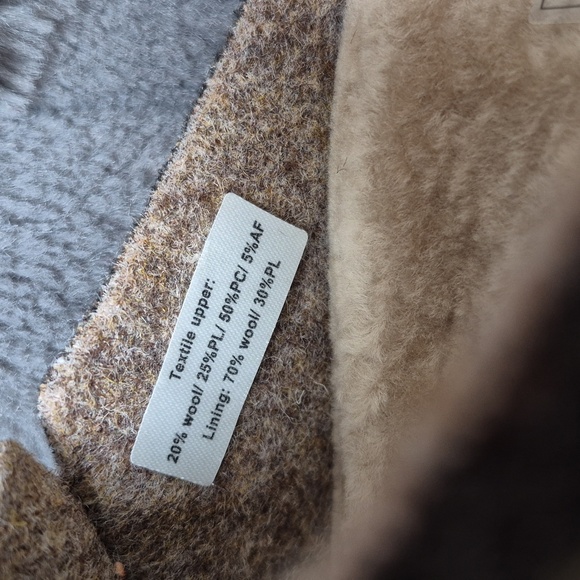 Textile upper:
20% wool/ 25%PL/ 50%PC/ 5%AF
Lining: 70% wool/ 30%PL